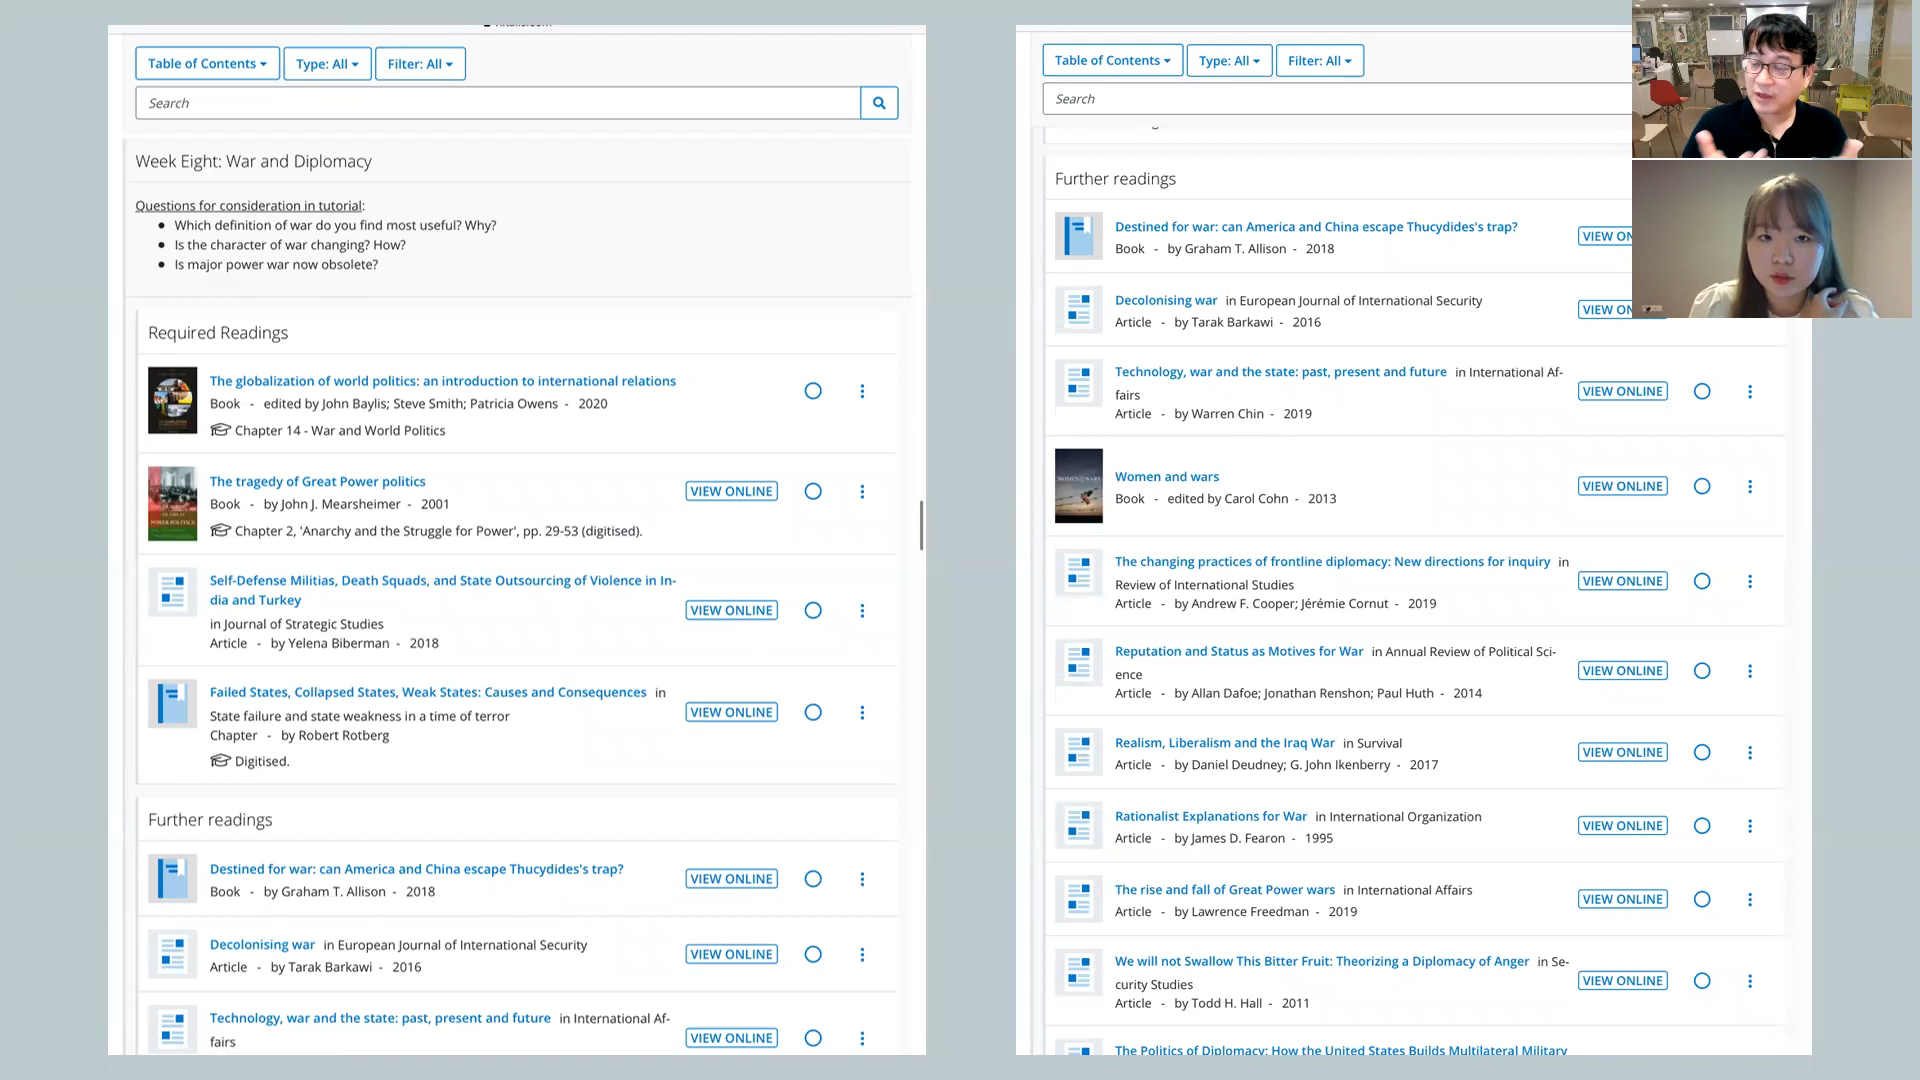 Table of Contents
Type: All
Filter: All
Search
Week Eight: War and Diplomacy
Questions for consideration in tutorial:
Which definition of war do you find most useful? Why?
Is the character of war changing? How?
Is major power war now obsolete?
Required Readings
The globalization of world politics: an introduction to international relations
Book - edited by John Baylis; Steve Smith; Patricia Owens - 2020
Chapter 14 - War and World Politics
The tragedy of Great Power politics
VIEW ONLINE
Book - by John J. Mearsheimer - 2001
Chapter 2, 'Anarchy and the Struggle for Power', pp. 29-53 (digitised).
Self-Defense Militias, Death Squads, and State Outsourcing of Violence in In-
dia and Turkey
VIEW ONLINE
in Journal of Strategic Studies
Article - by Yelena Biberman - 2018
Failed States, Collapsed States, Weak States: Causes and Consequences in
VIEW ONLINE
State failure and state weakness in a time of terror
Chapter - by Robert Rotberg
Digitised.
Further readings
Destined for war: can America and China escape Thucydides's trap?
VIEW ONLINE
Book - by Graham T. Allison - 2018
Decolonising war in European Journal of International Security
VIEW ONLINE
Article - by Tarak Barkawi - 2016
Technology, war and the state: past, present and future in International Af-
VIEW ONLINE
fairs
Table of Contents
Type: All
Filter: All
Search
Further readings
Destined for war: can America and China escape Thucydides's trap?
VIEW ON
Book - by Graham T. Allison - 2018
Decolonising war in European Journal of International Security
VIEW ON
Article - by Tarak Barkawi - 2016
Technology, war and the state: past, present and future in International Af-
VIEW ONLINE
fairs
Article - by Warren Chin - 2019
Women and wars
VIEW ONLINE
Book - edited by Carol Cohn - 2013
The changing practices of frontline diplomacy: New directions for inquiry in
VIEW ONLINE
Review of International Studies
Article - by Andrew F. Cooper; Jérémie Cornut - 2019
Reputation and Status as Motives for War in Annual Review of Political Sci-
VIEW ONLINE
ence
Article - by Allan Dafoe; Jonathan Renshon; Paul Huth - 2014
Realism, Liberalism and the Iraq War in Survival
VIEW ONLINE
Article - by Daniel Deudney; G. John Ikenberry - 2017
Rationalist Explanations for War in International Organization
VIEW ONLINE
Article - by James D. Fearon - 1995
The rise and fall of Great Power wars in International Affairs
VIEW ONLINE
Article - by Lawrence Freedman - 2019
We will not Swallow This Bitter Fruit: Theorizing a Diplomacy of Anger in Se-
VIEW ONLINE
curity Studies
Article - by Todd H. Hall - 2011
The Politics of Diplomacy: How the United States Builds Multilateral Military